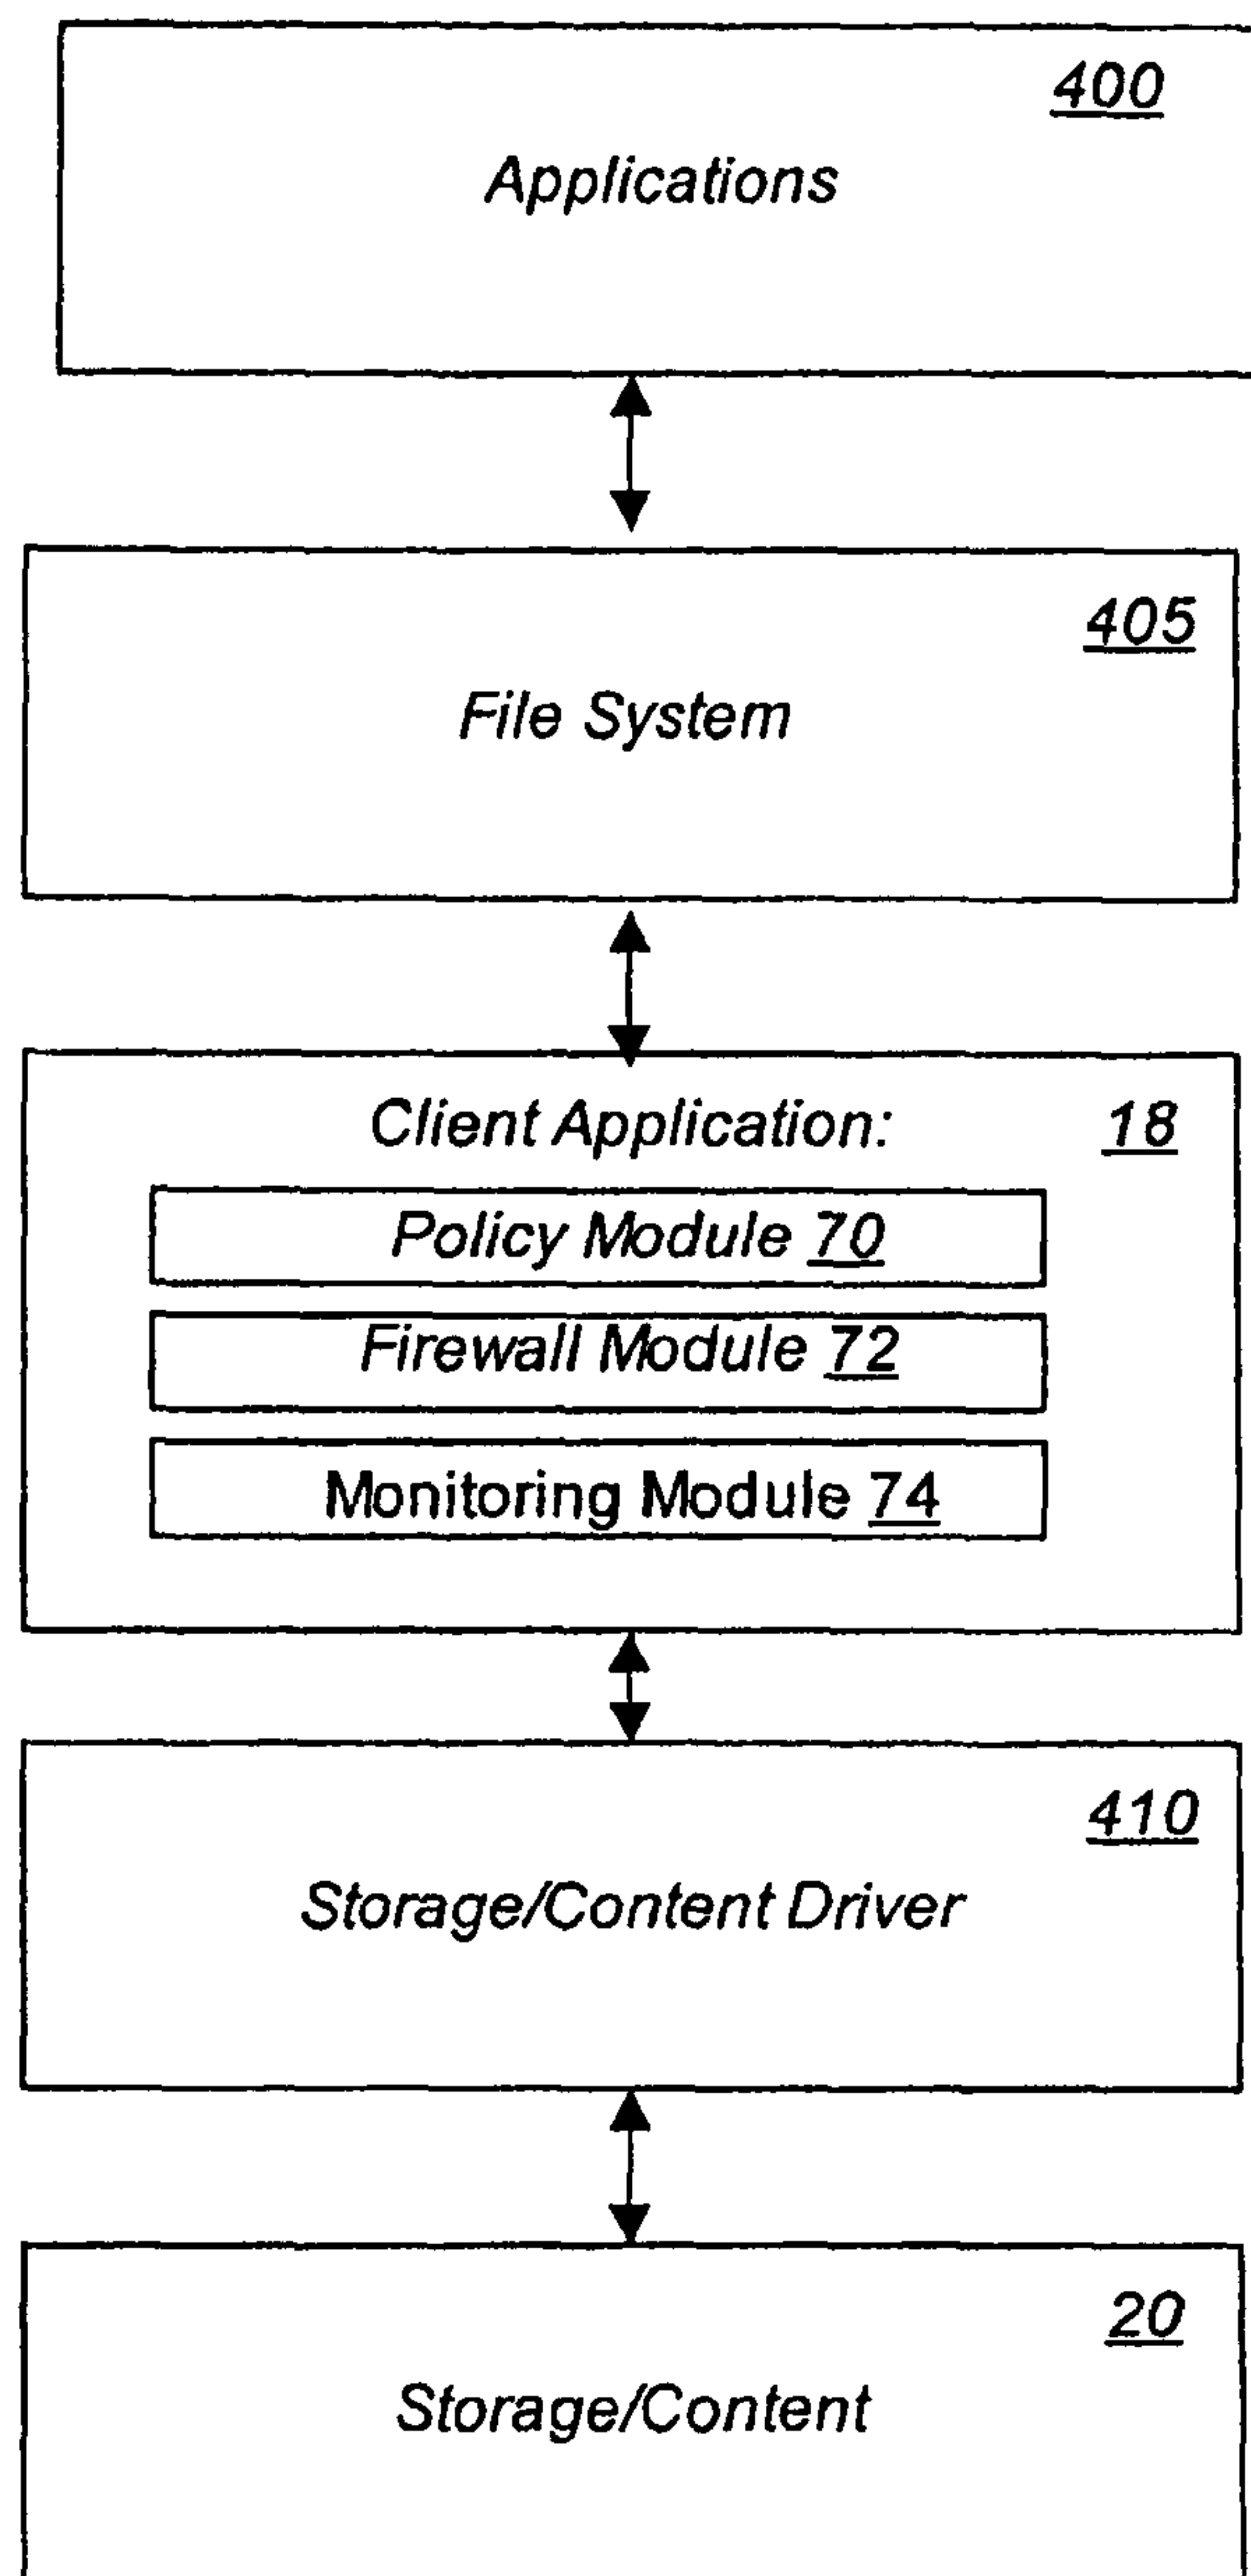 400
Applications
405
File System
Client Application: 18
Policy Module 70
Firewall Module 72
Monitoring Module 74
410
Storage/Content Driver
20
Storage/Content